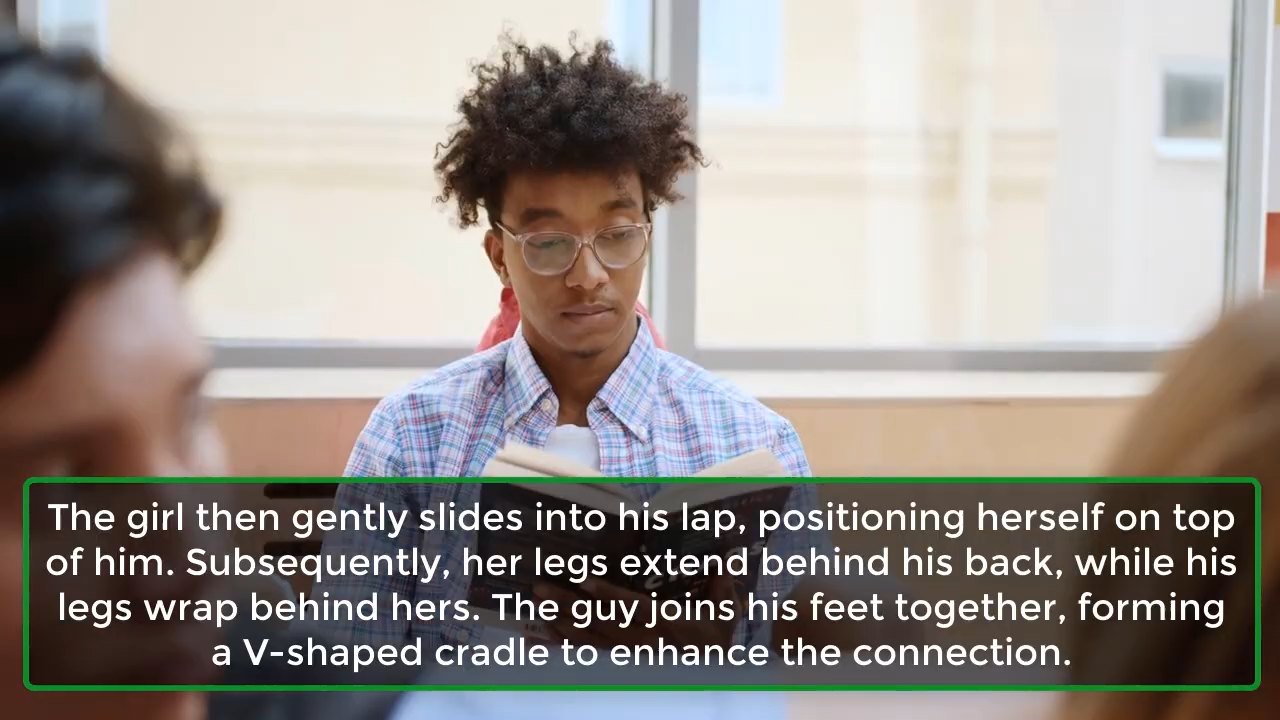 The girl then gently slides into his lap, positioning herself on top
of him. Subsequently, her legs extend behind his back, while his
legs wrap behind hers. The guy joins his feet together, forming
a V-shaped cradle to enhance the connection.